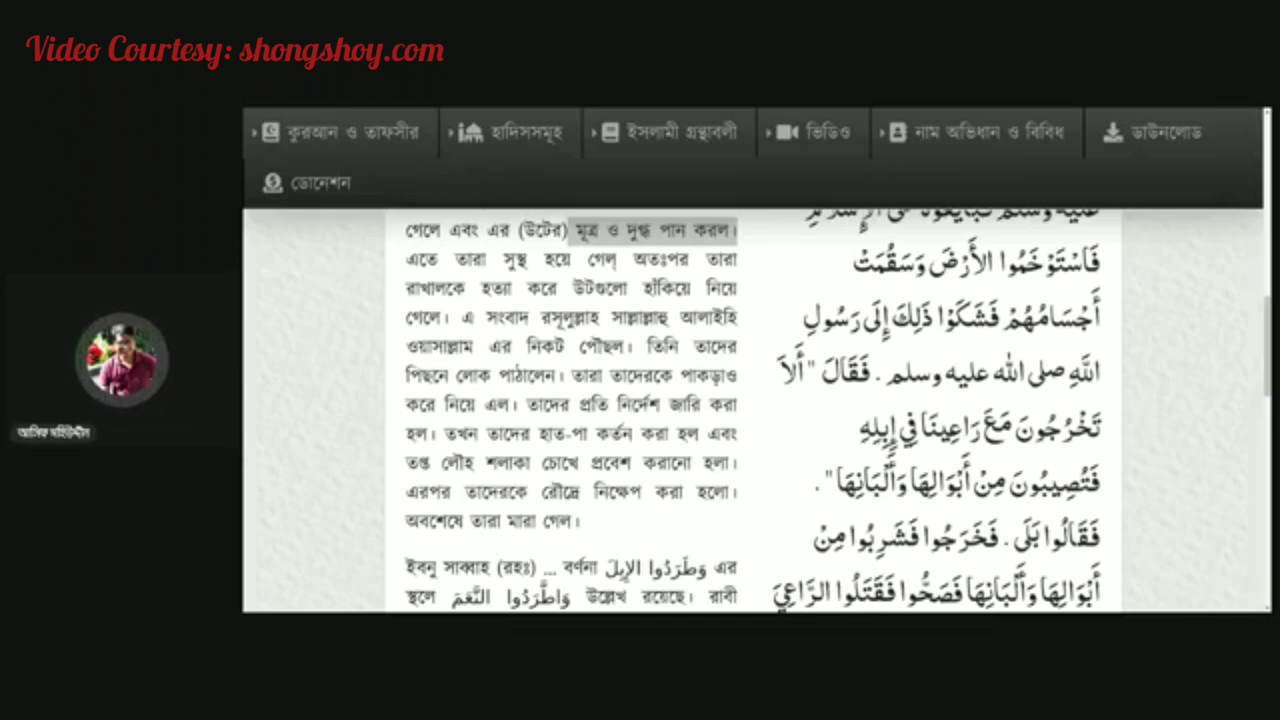 Video Courtesy: shongshoy.com
কুরআন ও তাফসীর
হাদিসসমূহ
ইসলামী গ্রন্থাবলী
ভিডিও
নাম অভিধান ও বিবিধ
ডাউনলোড
ডোনেশন
গেলে এবং এর (উটের) মূত্র ও দুগ্ধ পান করল।
এতে তারা সুস্থ হয়ে গেল্ অতঃপর তারা
রাখালকে হত্যা করে উটগুলো হাঁকিয়ে নিয়ে
গেলে। এ সংবাদ রসূলুল্লাহ সাল্লাল্লাহু আলাইহি
ওয়াসাল্লাম এর নিকট পৌছল। তিনি তাদের
পিছনে লোক পাঠালেন। তারা তাদেরকে পাকড়াও
করে নিয়ে এল। তাদের প্রতি নির্দেশ জারি করা
হল। তখন তাদের হাত-পা কর্তন করা হল এবং
তপ্ত লৌহ শলাকা চোখে প্রবেশ করানো হলা।
এরপর তাদেরকে রৌদ্রে নিক্ষেপ করা হলো।
অবশেষে তারা মারা গেল।
ইবনু সাব্বাহ (রহঃ) ... বর্ণনা وَطَرَدُوا الإِبِلَ এর
স্থলে وَاطَّرَدُوا النَّعَمَ উল্লেখ রয়েছে। রাবী
فَاسْتَوْخَمُوا الأَرْضَ وَسَقُمَتْ
أَجْسَامُهُمْ فَشَكَوْا ذَلِكَ إِلَى رَسُولِ
اللَّهِ صلى الله عليه وسلم . فَقَالَ " أَلاَ
تَخْرُجُونَ مَعَ رَاعِينَا فِي إِبِلِهِ
فَتُصِيبُونَ مِنْ أَبْوَالِهَا وَأَلْبَانِهَا " .
فَقَالُوا بَلَى . فَخَرَجُوا فَشَرِبُوا مِنْ
أَبْوَالِهَا وَأَلْبَانِهَا فَصَحُّوا فَقَتَلُوا الرَّاعِيَ
আসিফ মহিউদ্দীন